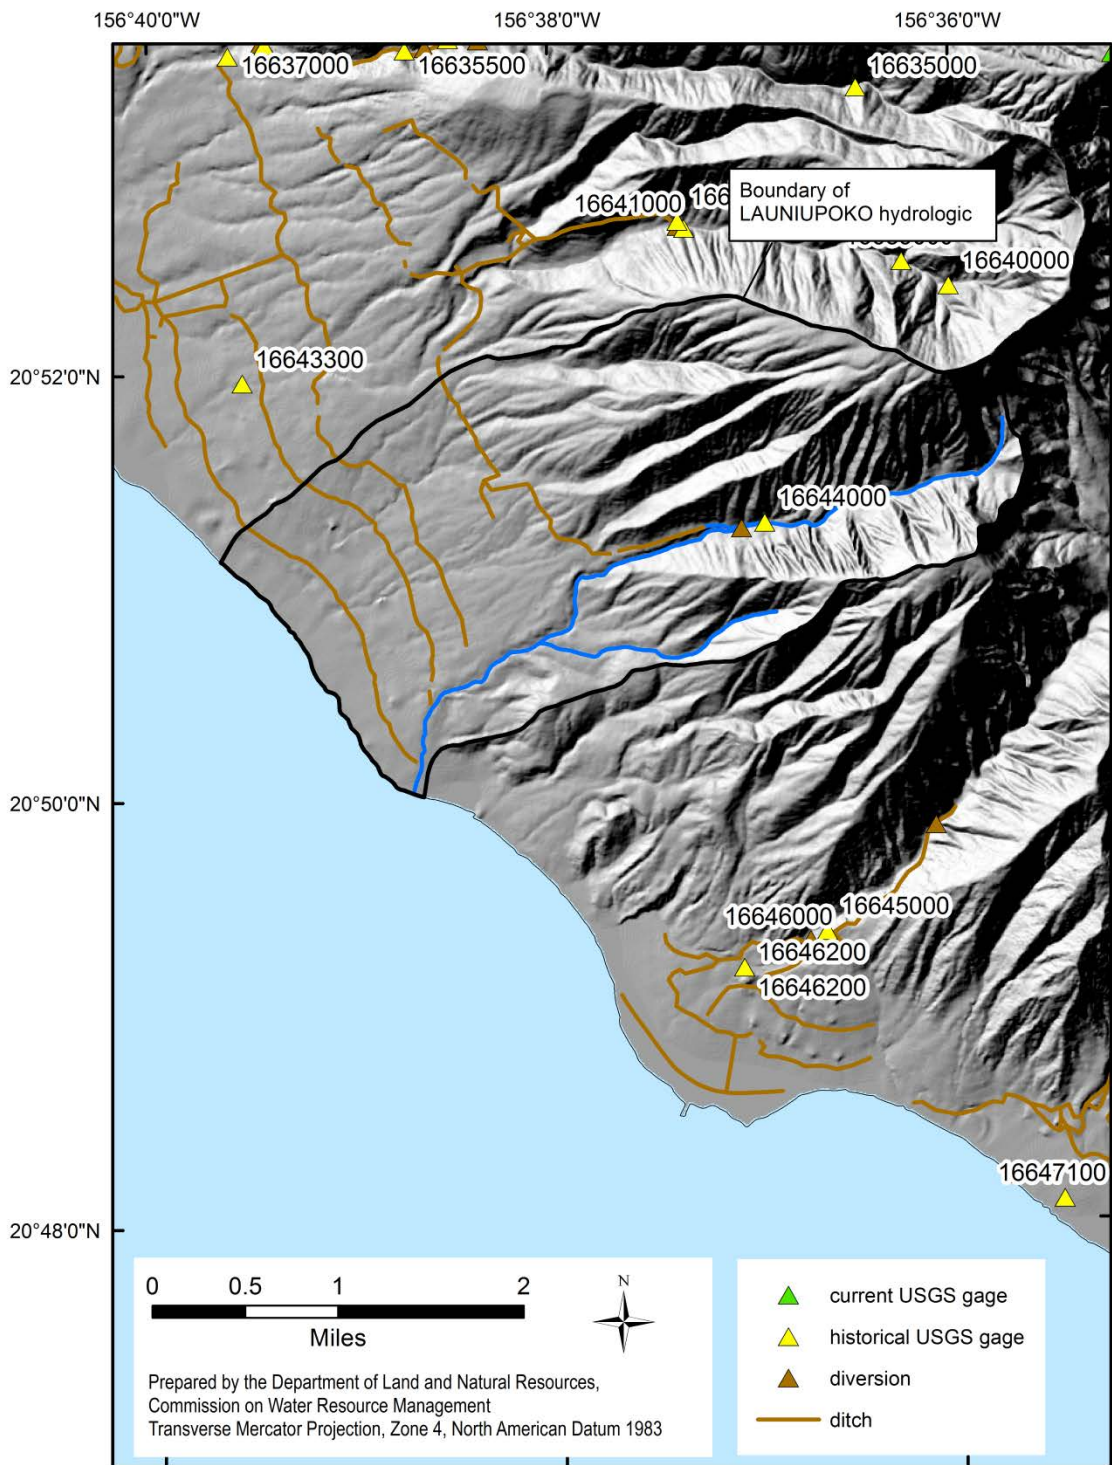 156°40'0"W
156°38'0"W
156°36'0"W
16637000
16635500
16635000
16641000
Boundary of
LAUNIUPOKO hydrologic
16640000
16643300
20°52'0"N
16644000
20°50'0"N
16645000
16646000
16646200
16646200
16647100
20°48'0"N
0 0.5 1 2
Miles
N
Prepared by the Department of Land and Natural Resources,
Commission on Water Resource Management
Transverse Mercator Projection, Zone 4, North American Datum 1983
current USGS gage
historical USGS gage
diversion
ditch